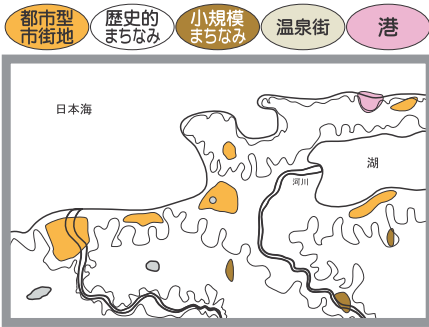 都市型
市街地
歴史的
まちなみ
小規模
まちなみ
温泉街
港
日本海
湖
河川